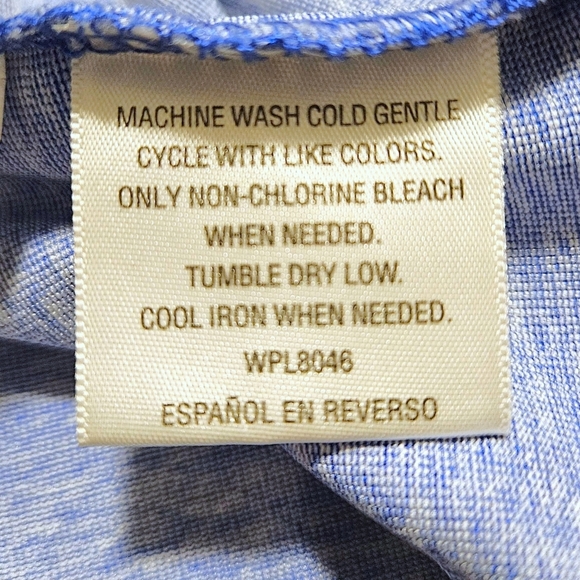 MACHINE WASH COLD GENTLE
CYCLE WITH LIKE COLORS.
ONLY NON-CHLORINE BLEACH
WHEN NEEDED.
TUMBLE DRY LOW.
COOL IRON WHEN NEEDED.
WPL8046
ESPAÑOL EN REVERSO